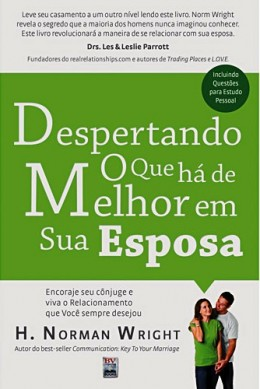 Leve seu casamento a um outro nível lendo este livro. Norm Wright
revela o segredo que a maioria dos homens nunca imaginou conhecer.
Este livro revolucionará a maneira de se relacionar com sua esposa.
Drs. Les & Leslie Parrott
Fundadores do realrelationships.com e autores de Trading Places e L.O.V.E.
Incluindo
Questões
para Estudo
Pessoal
Despertando
O Que há de
Melhor em
Sua Esposa
Encoraje seu cônjuge e
viva o Relacionamento
que Você sempre desejou
H. Norman Wright
Autor do best-seller Communication: Key To Your Marriage